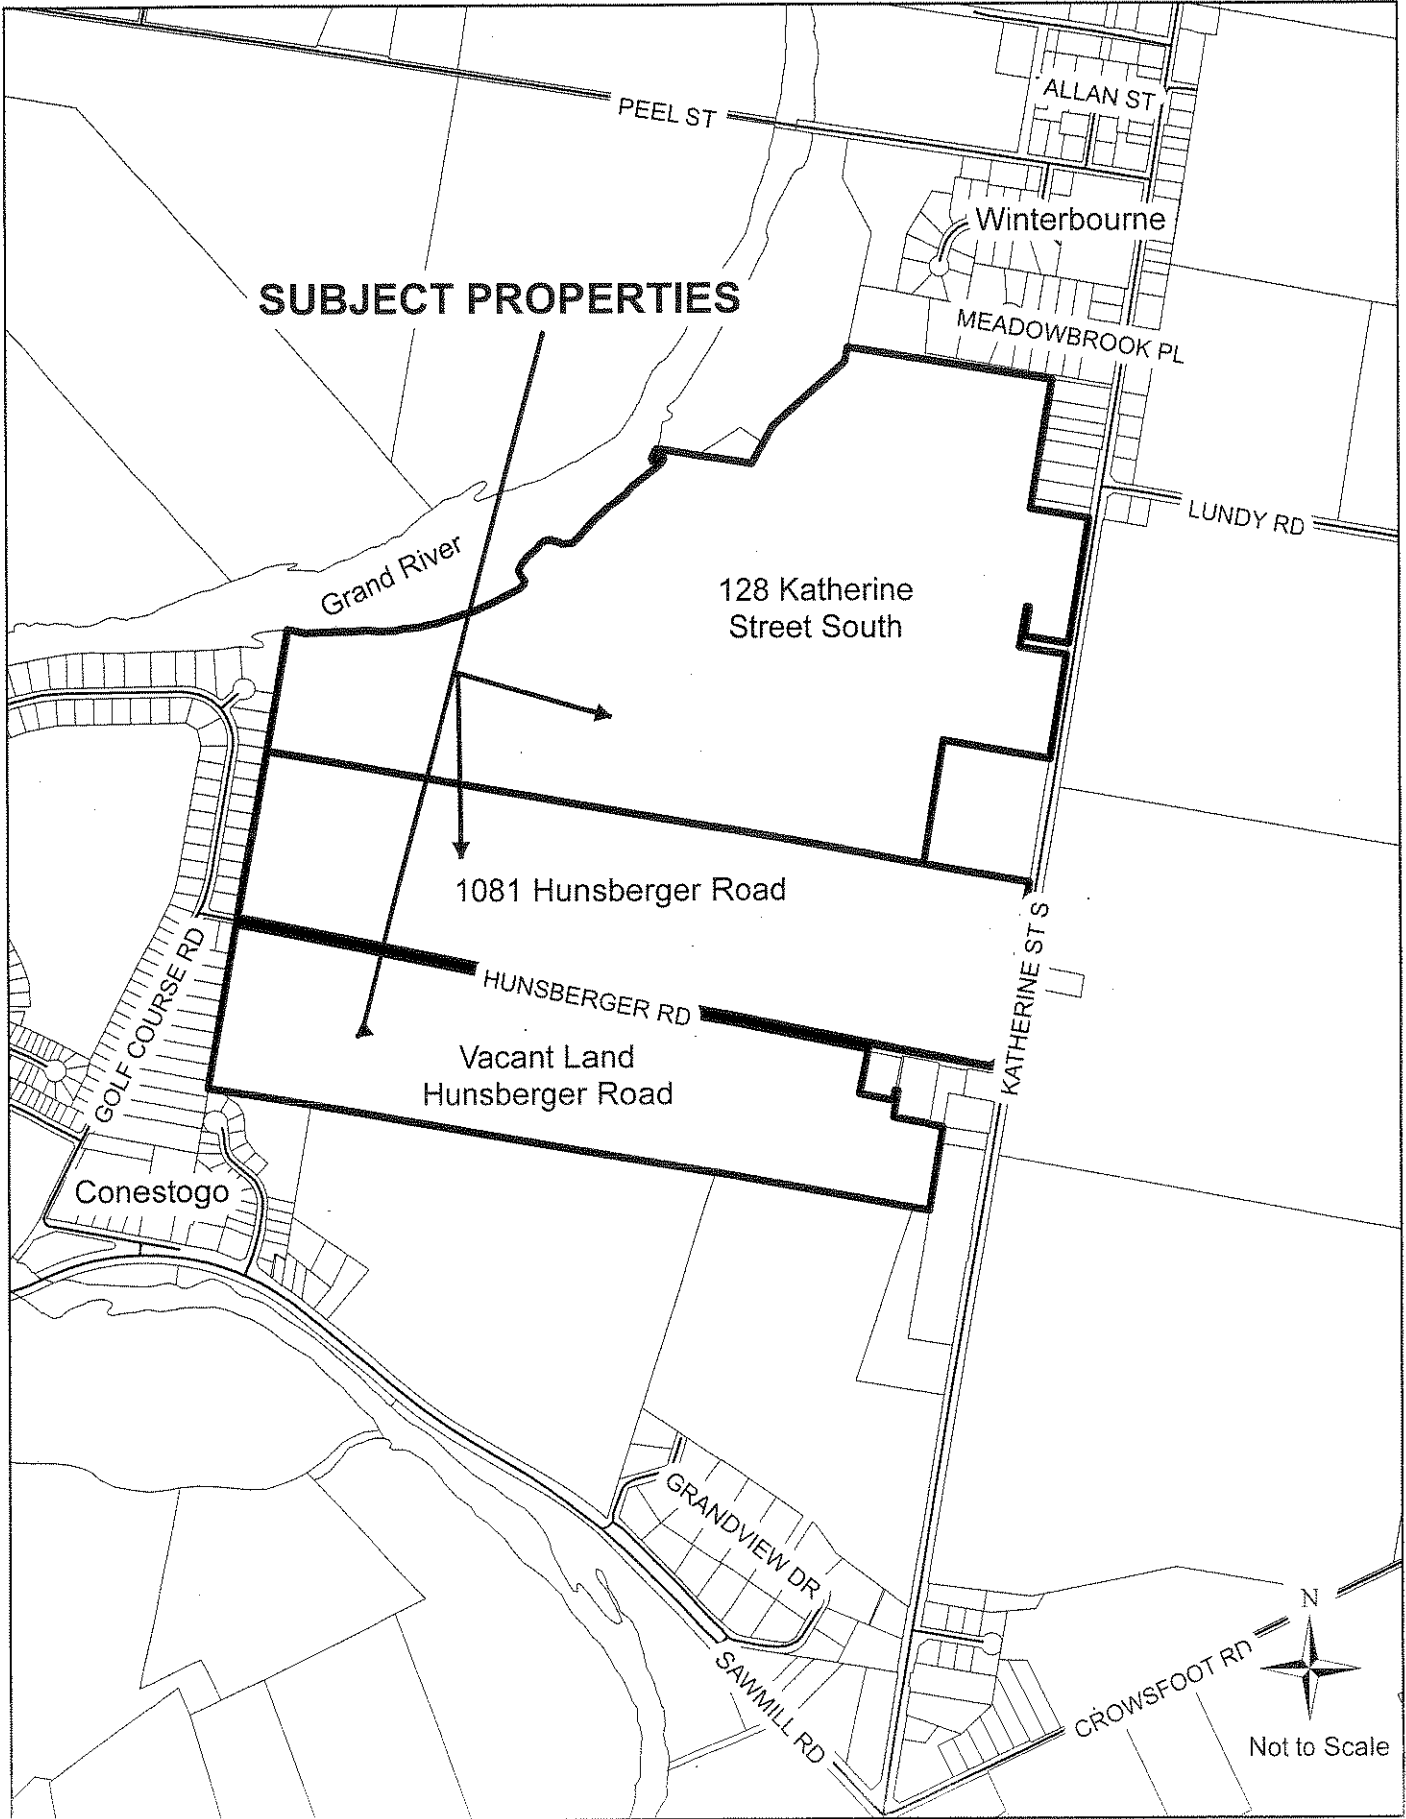 PEEL ST
ALLAN ST
Winterbourne
SUBJECT PROPERTIES
MEADOWBROOK PL
LUNDY RD
Grand River
128 Katherine
Street South
1081 Hunsberger Road
KATHERINE ST S
GOLF COURSE RD
HUNSBERGER RD
Vacant Land
Hunsberger Road
Conestogo
GRANDVIEW DR
SAWMILL RD
CROWSFOOT RD
N
Not to Scale